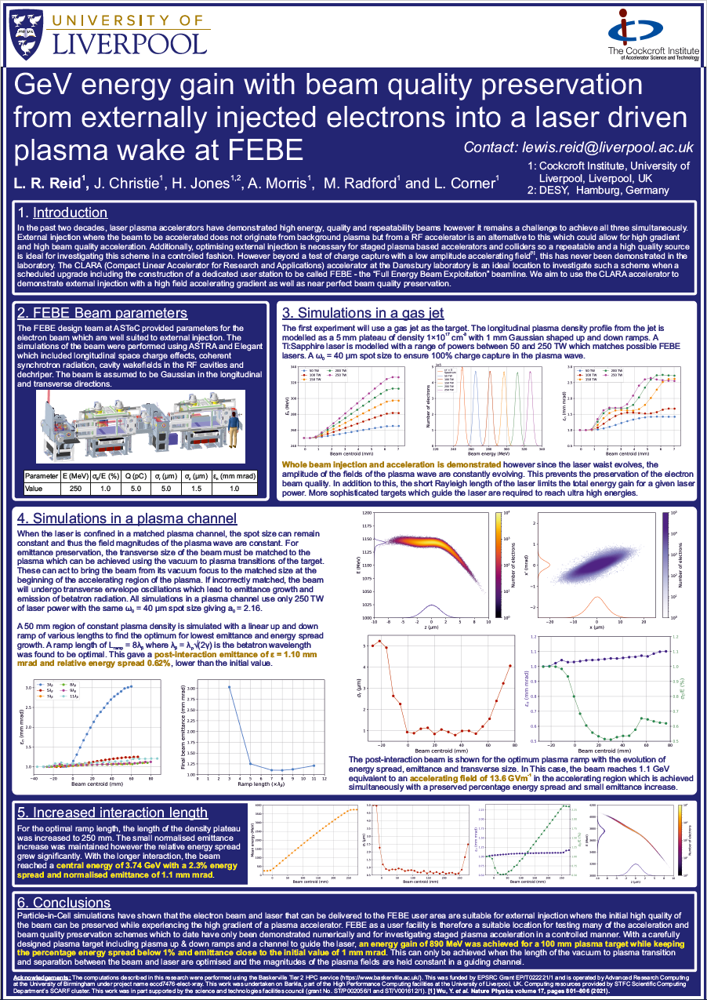 UNIVERSITY OF
LIVERPOOL
The Cockcroft Institute
of Accelerator Science and Technology
GeV energy gain with beam quality preservation
from externally injected electrons into a laser driven
plasma wake at FEBE
Contact: lewis.reid@liverpool.ac.uk
L. R. Reid¹, J. Christie¹, H. Jones¹,², A. Morris¹, M. Radford¹ and L. Corner¹
1: Cockcroft Institute, University of
Liverpool, Liverpool, UK
2: DESY, Hamburg, Germany
1. Introduction
In the past two decades, laser plasma accelerators have demonstrated high energy, quality and repeatability beams however it remains a challenge to achieve all three simultaneously.
External injection where the beam to be accelerated does not originate from background plasma but from a RF accelerator is an alternative to this which could allow for high gradient
and high beam quality acceleration. Additionally, optimising external injection is necessary for staged plasma based accelerators and colliders so a repeatable and a high quality source
is ideal for investigating this scheme in a controlled fashion. However beyond a test of charge capture with a low amplitude accelerating field[1], this has never been demonstrated in the
laboratory. The CLARA (Compact Linear Accelerator for Research and Applications) accelerator at the Daresbury laboratory is an ideal location to investigate such a scheme when a
scheduled upgrade including the construction of a dedicated user station to be called FEBE - the “Full Energy Beam Exploitation” beamline. We aim to use the CLARA accelerator to
demonstrate external injection with a high field accelerating gradient as well as near perfect beam quality preservation.
2. FEBE Beam parameters
The FEBE design team at ASTeC provided parameters for the
electron beam which are well suited to external injection. The
simulations of the beam were performed using ASTRA and Elegant
which included longitudinal space charge effects, coherent
synchrotron radiation, cavity wakefields in the RF cavities and
dechriper. The beam is assumed to be Gaussian in the longitudinal
and transverse directions.
Parameter E (MeV) σE/E (%) Q (pC) σr (μm) σz (μm) εn (mm mrad)
Value 250 1.0 5.0 5.0 1.5 1.0
3. Simulations in a gas jet
The first experiment will use a gas jet as the target. The longitudinal plasma density profile from the jet is
modelled as a 5 mm plateau of density 1×10¹⁷ cm⁻³ with 1 mm Gaussian shaped up and down ramps. A
Ti:Sapphire laser is modelled with a range of powers between 50 and 250 TW which matches possible FEBE
lasers. A ω₀ = 40 μm spot size to ensure 100% charge capture in the plasma wave.
50 TW 200 TW
100 TW 250 TW
150 TW
Beam centroid (mm)
Number of electrons
Beam energy (MeV)
50 TW 200 TW
100 TW 250 TW
150 TW
εn (mm mrad)
Beam centroid (mm)
Whole beam injection and acceleration is demonstrated however since the laser waist evolves, the
amplitude of the fields of the plasma wave are constantly evolving. This prevents the preservation of the electron
beam quality. In addition to this, the short Rayleigh length of the laser limits the total energy gain for a given laser
power. More sophisticated targets which guide the laser are required to reach ultra high energies.
4. Simulations in a plasma channel
When the laser is confined in a matched plasma channel, the spot size can remain
constant and thus the field magnitudes of the plasma wave are constant. For
emittance preservation, the transverse size of the beam must be matched to the
plasma which can be achieved using the vacuum to plasma transitions of the target.
These can act to bring the beam from its vacuum focus to the matched size at the
beginning of the accelerating region of the plasma. If incorrectly matched, the beam
will undergo transverse envelope oscillations which lead to emittance growth and
emission of betatron radiation. All simulations in a plasma channel use only 250 TW
of laser power with the same ω₀ = 40 μm spot size giving a₀ = 2.16.
A 50 mm region of constant plasma density is simulated with a linear up and down
ramp of various lengths to find the optimum for lowest emittance and energy spread
growth. A ramp length of Lramp = 8λβ where λβ = λp√(2γ) is the betatron wavelength
was found to be optimal. This gave a post-interaction emittance of ε = 1.10 mm
mrad and relative energy spread 0.62%, lower than the initial value.
3λβ 8λβ
5λβ 9λβ
7λβ 11λβ
εn (mm mrad)
Beam centroid (mm)
Final beam emittance (mm mrad)
Ramp length (×λβ)
E (MeV)
z (μm)
Number of electrons
x' (mrad)
x (μm)
Number of electrons
σr (μm)
Beam centroid (mm)
εn (mm mrad)
σE/E (%)
Beam centroid (mm)
The post-interaction beam is shown for the optimum plasma ramp with the evolution of
energy spread, emittance and transverse size. In This case, the beam reaches 1.1 GeV
equivalent to an accelerating field of 13.6 GVm⁻¹ in the accelerating region which is achieved
simultaneously with a preserved percentage energy spread and small emittance increase.
5. Increased interaction length
For the optimal ramp length, the length of the density plateau
was increased to 250 mm. The small normalised emittance
increase was maintained however the relative energy spread
grew significantly. With the longer interaction, the beam
reached a central energy of 3.74 GeV with a 2.3% energy
spread and normalised emittance of 1.1 mm mrad.
Mean energy (MeV)
Beam centroid (mm)
σr (μm)
Beam centroid (mm)
Beam centroid (mm)
E (MeV)
z (μm)
Number of electrons
6. Conclusions
Particle-in-Cell simulations have shown that the electron beam and laser that can be delivered to the FEBE user area are suitable for external injection where the initial high quality of
the beam can be preserved while experiencing the high gradient of a plasma accelerator. FEBE as a user facility is therefore a suitable location for testing many of the acceleration and
beam quality preservation schemes which to date have only been demonstrated numerically and for investigating staged plasma acceleration in a controlled manner. With a carefully
designed plasma target including plasma up & down ramps and a channel to guide the laser, an energy gain of 890 MeV was achieved for a 100 mm plasma target while keeping
the percentage energy spread below 1% and emittance close to the initial value of 1 mm mrad. This can only be achieved when the length of the vacuum to plasma transition
and separation between the beam and laser are optimised and the magnitudes of the plasma fields are held constant in a guiding channel.
Acknowledgements: The computations described in this research were performed using the Baskerville Tier 2 HPC service (https://www.baskerville.ac.uk/). This was funded by EPSRC Grant EP/T022221/1 and is operated by Advanced Research Computing
at the University of Birmingham under project name eccd7476-elect-xray. This work was undertaken on Barkla, part of the High Performance Computing facilities at the University of Liverpool, UK. Computing resources provided by STFC Scientific Computing
Department's SCARF cluster. This work was in part supported by the science and technologies facilities council (grant No. ST/P002056/1 and ST/V001612/1). [1] Wu, Y. et al. Nature Physics volume 17, pages 801–806 (2021).